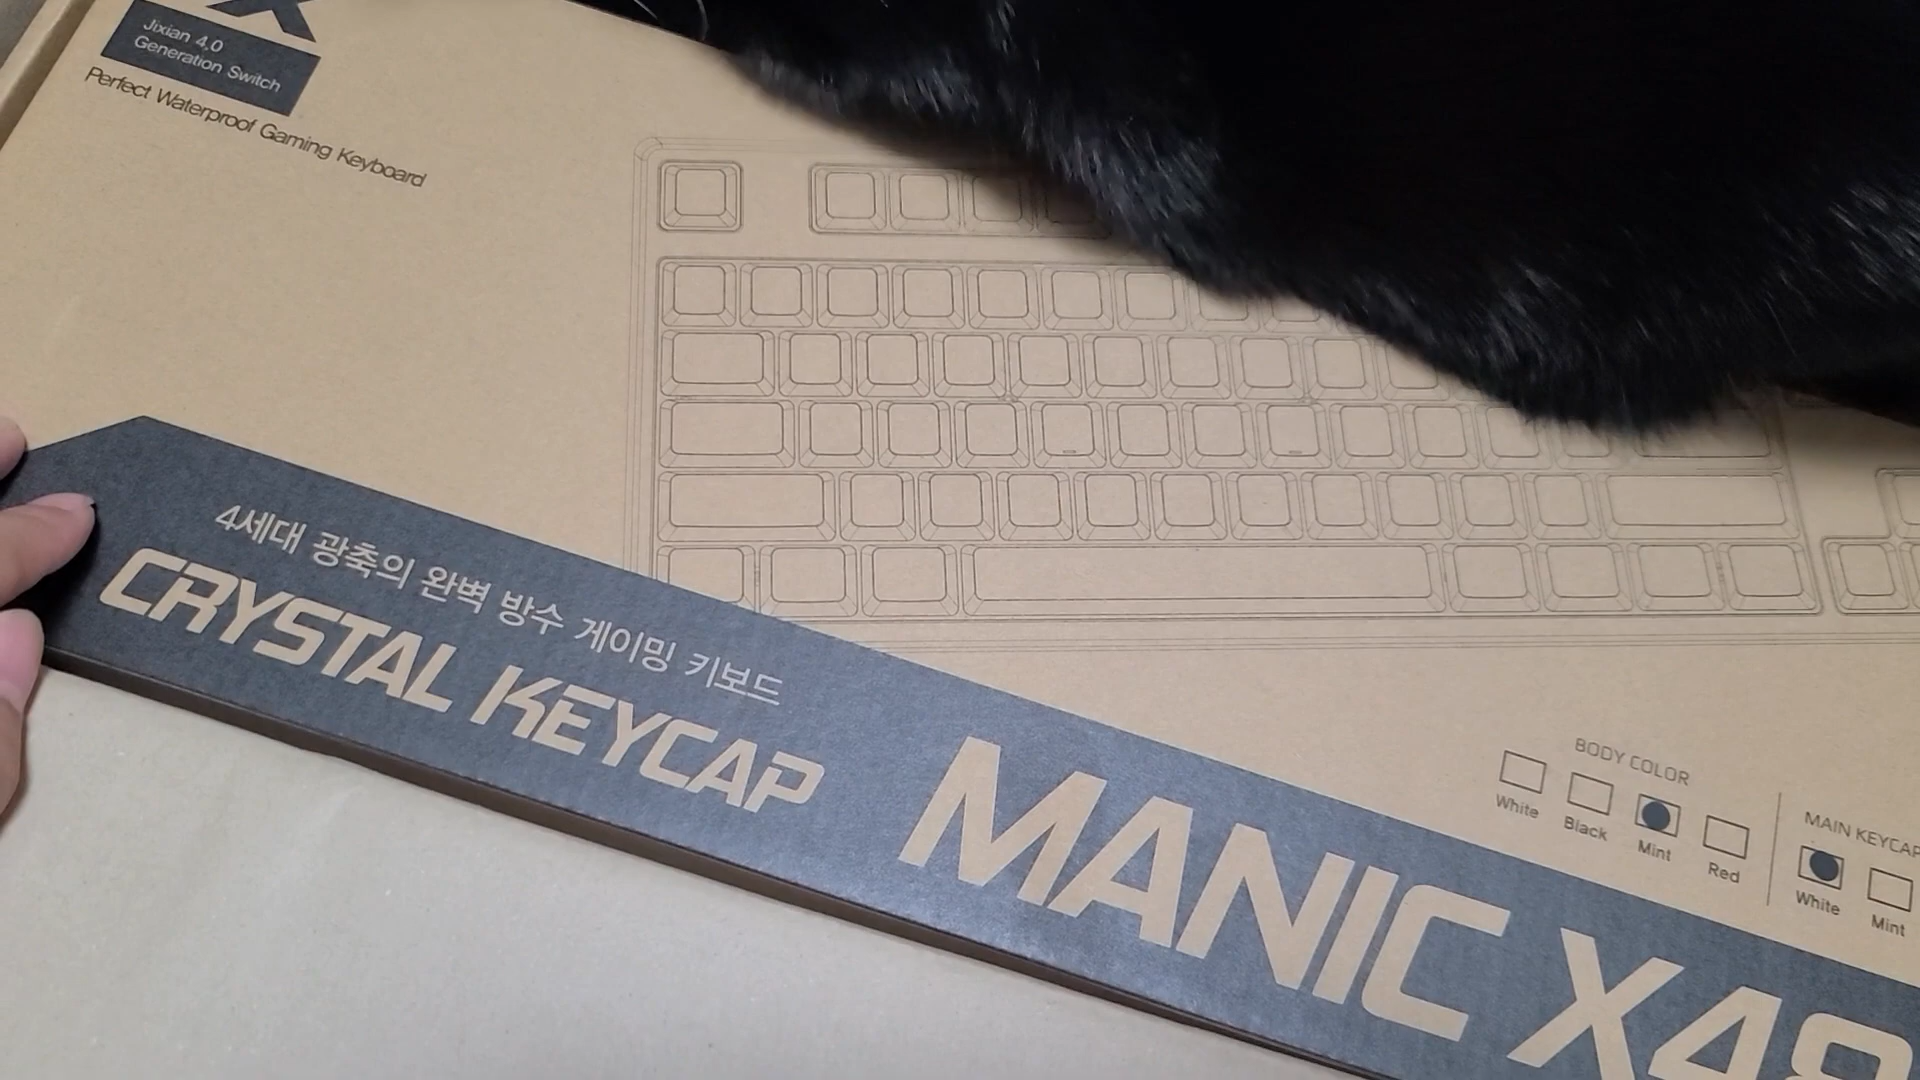 Jixian 4.0
Generation Switch
Perfect Waterproof Gaming Keyboard
4세대 광축의 완벽 방수 게이밍 키보드
CRYSTAL KEYCAP
MANIC X48
BODY COLOR
White
Black
Mint
Red
MAIN KEYCAP
White
Mint